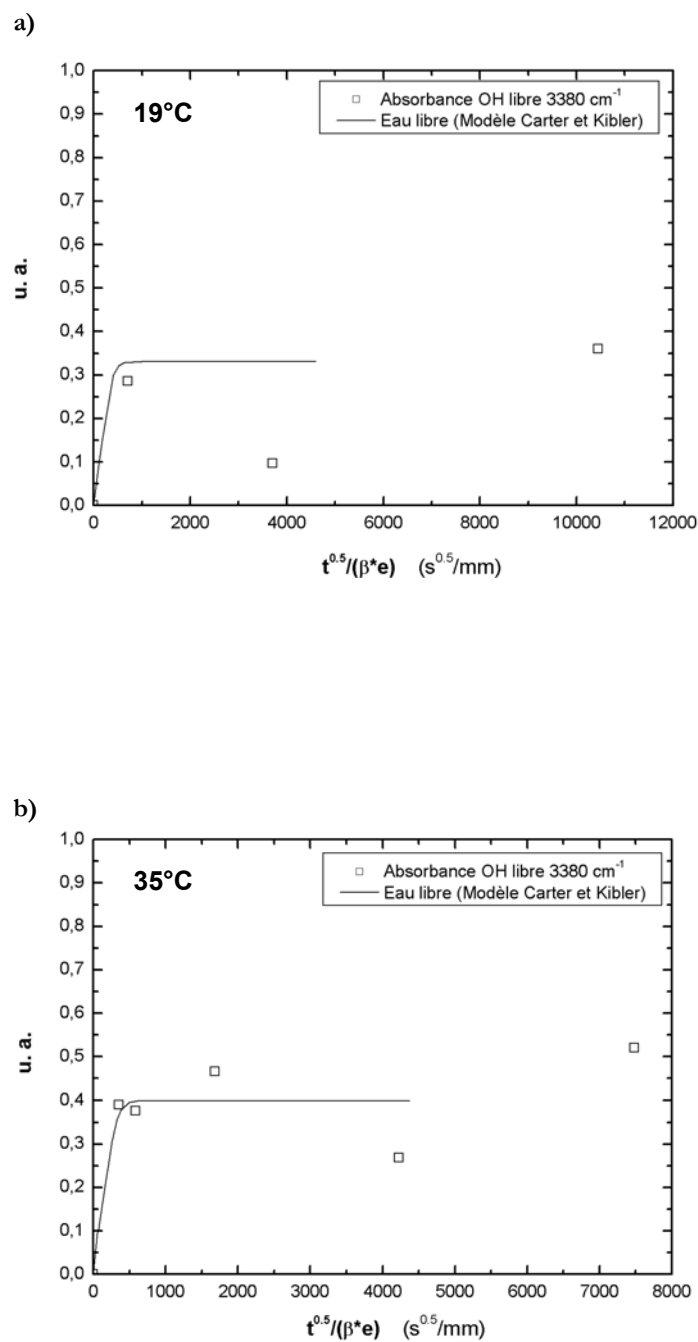 a)
1,0
0,9
0,8
0,7
0,6
0,5
0,4
0,3
0,2
0,1
0,0
u. a.
19°C
Absorbance OH libre 3380 cm⁻¹
Eau libre (Modèle Carter et Kibler)
0 2000 4000 6000 8000 10000 12000
t^0.5/(β*e) (s^0.5/mm)
b)
1,0
0,9
0,8
0,7
0,6
0,5
0,4
0,3
0,2
0,1
0,0
u. a.
35°C
Absorbance OH libre 3380 cm⁻¹
Eau libre (Modèle Carter et Kibler)
0 1000 2000 3000 4000 5000 6000 7000 8000
t^0.5/(β*e) (s^0.5/mm)